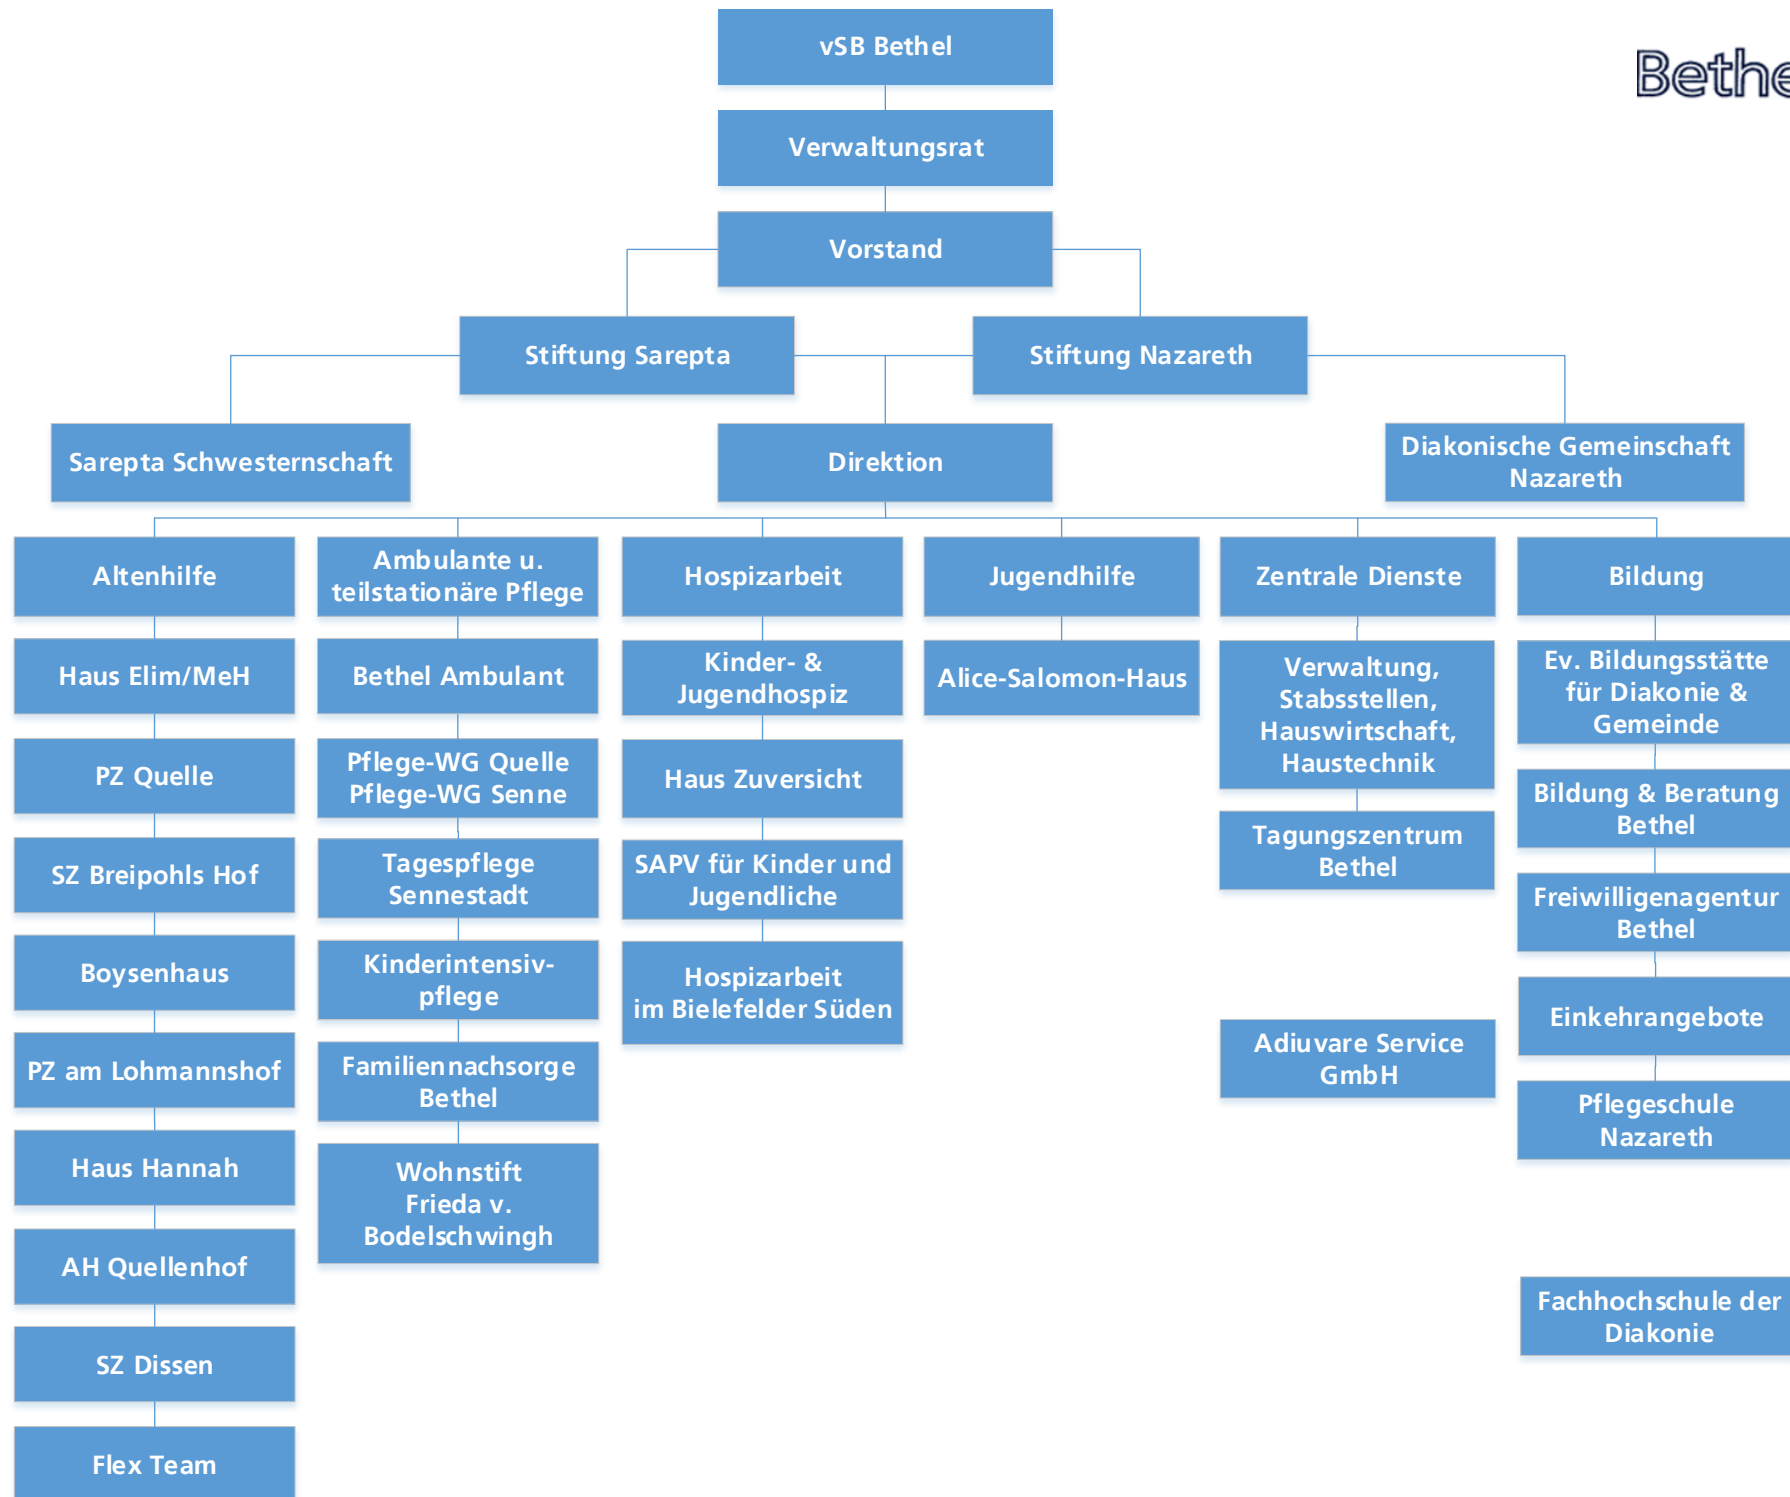 vSB Bethel
Bethe
Verwaltungsrat
Vorstand
Stiftung Sarepta
Stiftung Nazareth
Sarepta Schwesternschaft
Direktion
Diakonische Gemeinschaft
Nazareth
Altenhilfe
Haus Elim/MeH
PZ Quelle
SZ Breipohls Hof
Boysenhaus
PZ am Lohmannshof
Haus Hannah
AH Quellenhof
SZ Dissen
Flex Team
Ambulante u.
teilstationäre Pflege
Bethel Ambulant
Pflege-WG Quelle
Pflege-WG Senne
Tagespflege
Sennestadt
Kinderintensiv-
pflege
Familiennachsorge
Bethel
Wohnstift
Frieda v.
Bodelschwingh
Hospizarbeit
Kinder- &
Jugendhospiz
Haus Zuversicht
SAPV für Kinder und
Jugendliche
Hospizarbeit
im Bielefelder Süden
Jugendhilfe
Alice-Salomon-Haus
Zentrale Dienste
Verwaltung,
Stabsstellen,
Hauswirtschaft,
Haustechnik
Tagungszentrum
Bethel
Adiuvare Service
GmbH
Bildung
Ev. Bildungsstätte
für Diakonie &
Gemeinde
Bildung & Beratung
Bethel
Freiwilligenagentur
Bethel
Einkehrangebote
Pflegeschule
Nazareth
Fachhochschule der
Diakonie